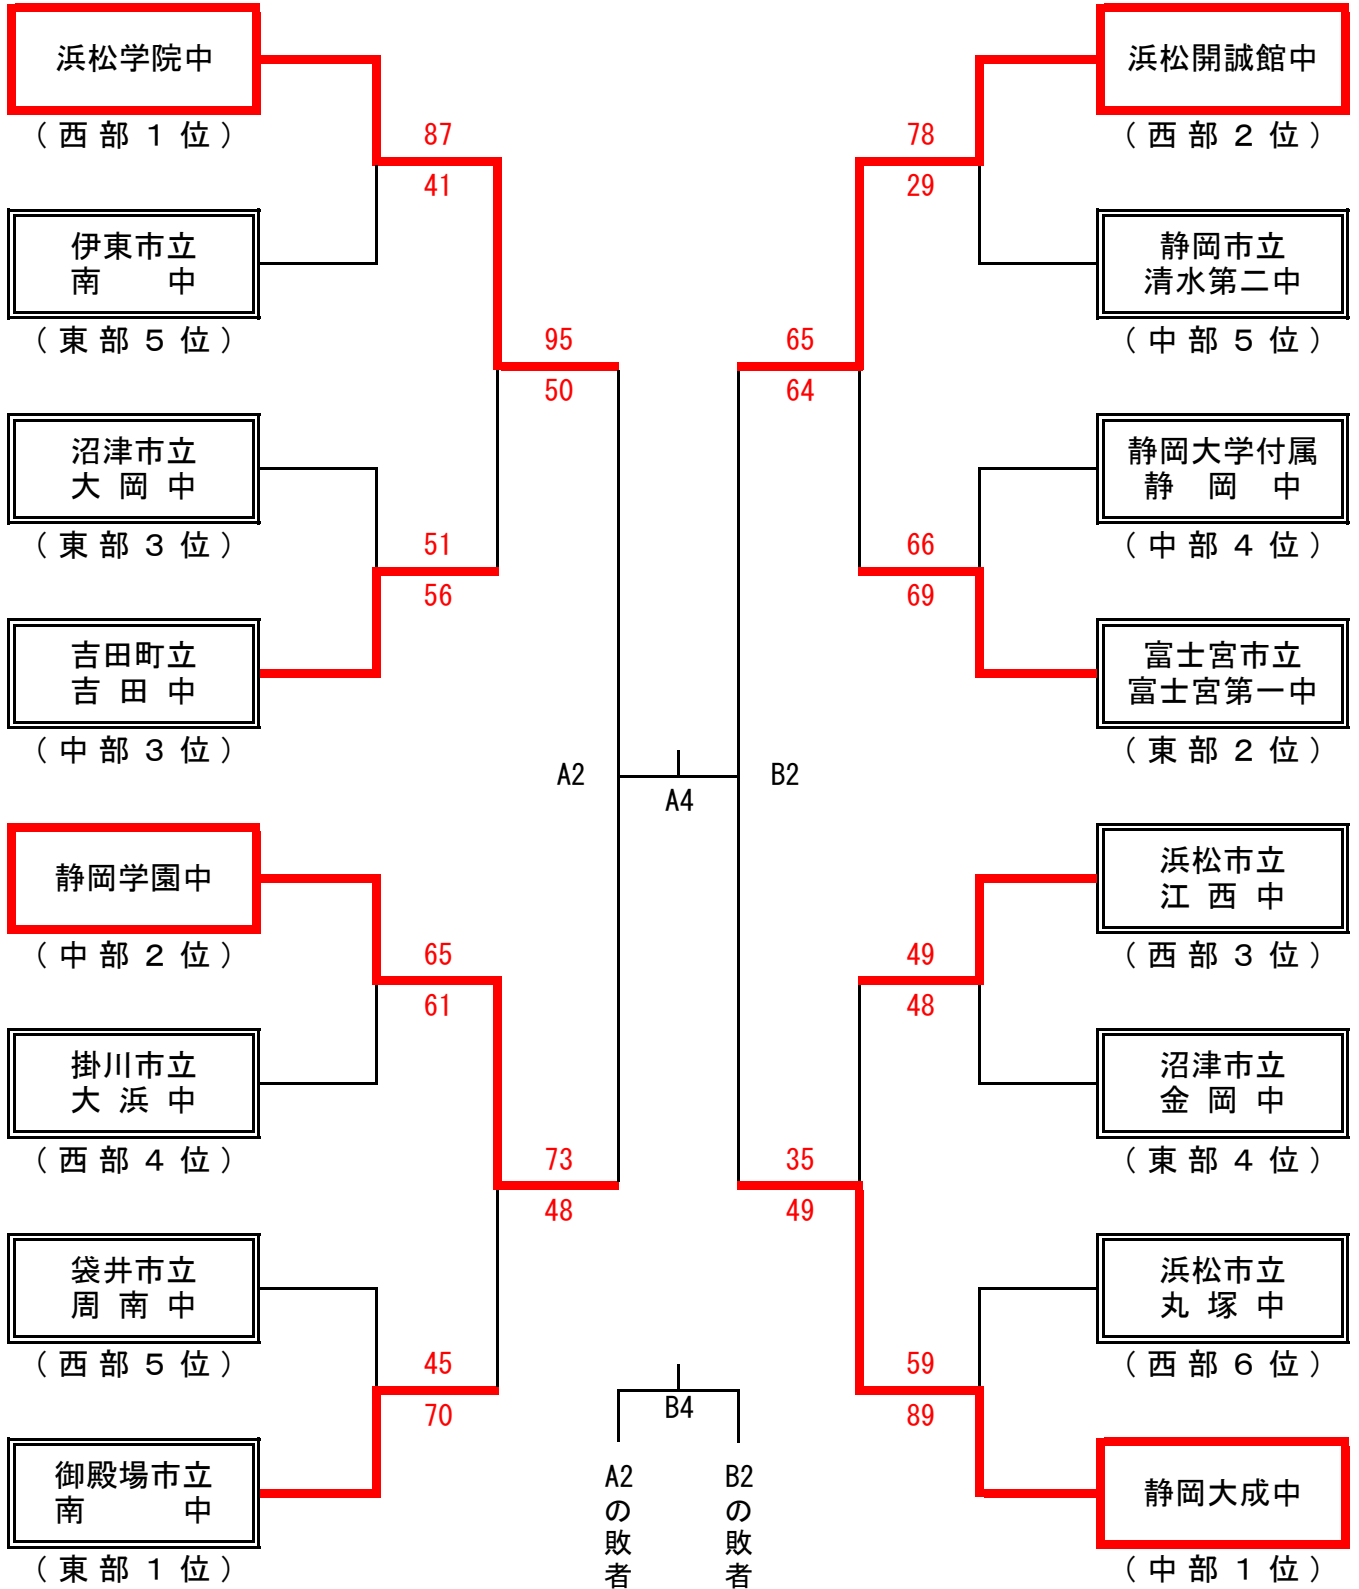 浜松学院中
（西部１位）
87
41
伊東市立
南　中
（東部５位）
95
50
沼津市立
大岡中
（東部３位）
51
56
吉田町立
吉田中
（中部３位）
静岡学園中
（中部２位）
65
61
掛川市立
大浜中
（西部４位）
73
48
袋井市立
周南中
（西部５位）
45
70
御殿場市立
南　中
（東部１位）
A2
A4
B2
B4
A2の敗者
B2の敗者
浜松開誠館中
（西部２位）
78
29
静岡市立
清水第二中
（中部５位）
65
64
静岡大学付属
静岡中
（中部４位）
66
69
富士宮市立
富士宮第一中
（東部２位）
浜松市立
江西中
（西部３位）
49
48
沼津市立
金岡中
（東部４位）
35
49
浜松市立
丸塚中
（西部６位）
59
89
静岡大成中
（中部１位）